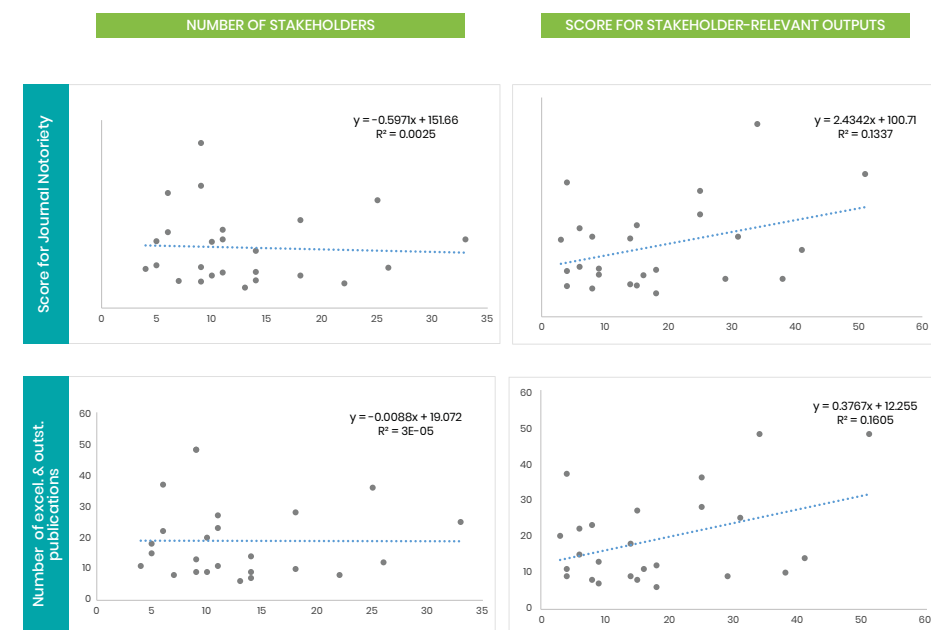 NUMBER OF STAKEHOLDERS
SCORE FOR STAKEHOLDER-RELEVANT OUTPUTS
Score for Journal Notoriety
y = -0.5971x + 151.66
R² = 0.0025
0 5 10 15 20 25 30 35
y = 2.4342x + 100.71
R² = 0.1337
0 10 20 30 40 50 60
Number of excel. & outst.
publications
y = -0.0088x + 19.072
R² = 3E-05
60
50
40
30
20
10
0
0 5 10 15 20 25 30 35
y = 0.3767x + 12.255
R² = 0.1605
60
50
40
30
20
10
0
0 10 20 30 40 50 60